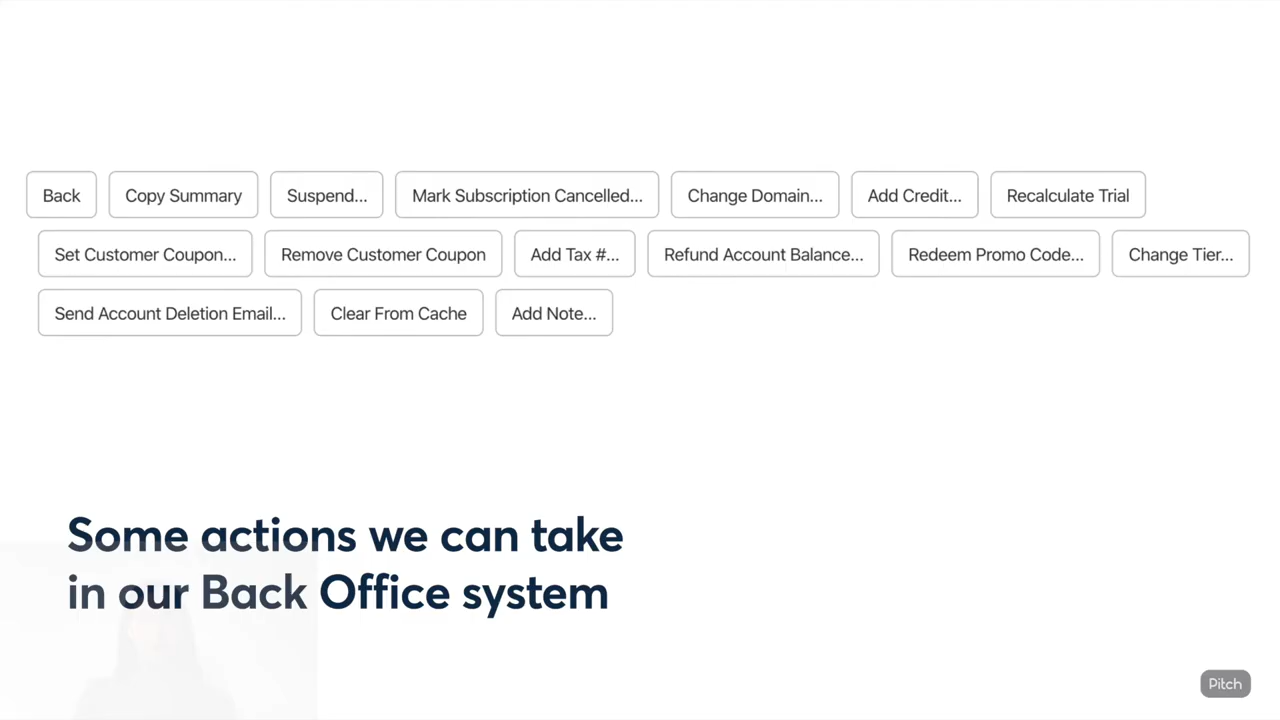 Back Copy Summary Suspend... Mark Subscription Cancelled... Change Domain... Add Credit... Recalculate Trial
Set Customer Coupon... Remove Customer Coupon Add Tax #... Refund Account Balance... Redeem Promo Code... Change Tier...
Send Account Deletion Email... Clear From Cache Add Note...
Some actions we can take
in our Back Office system
Pitch